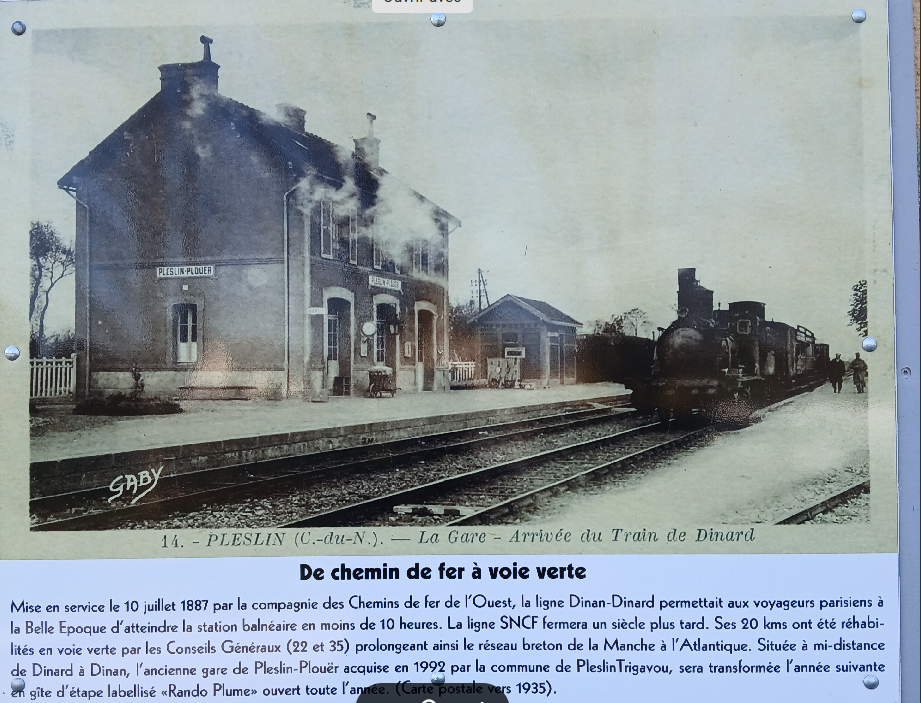 PLESLIN-PLOUER
PLESLIN-PLOUER
GABY
14. - PLESLIN (C.-du-N.). — La Gare - Arrivée du Train de Dinard
De chemin de fer à voie verte
Mise en service le 10 juillet 1887 par la compagnie des Chemins de fer de l'Ouest, la ligne Dinan-Dinard permettait aux voyageurs parisiens à
la Belle Epoque d'atteindre la station balnéaire en moins de 10 heures. La ligne SNCF fermera un siècle plus tard. Ses 20 kms ont été réhabi-
lités en voie verte par les Conseils Généraux (22 et 35) prolongeant ainsi le réseau breton de la Manche à l'Atlantique. Située à mi-distance
de Dinard à Dinan, l'ancienne gare de Pleslin-Plouër acquise en 1992 par la commune de PleslinTrigavou, sera transformée l'année suivante
en gîte d'étape labellisé «Rando Plume» ouvert toute l'année. (Carte postale vers 1935).